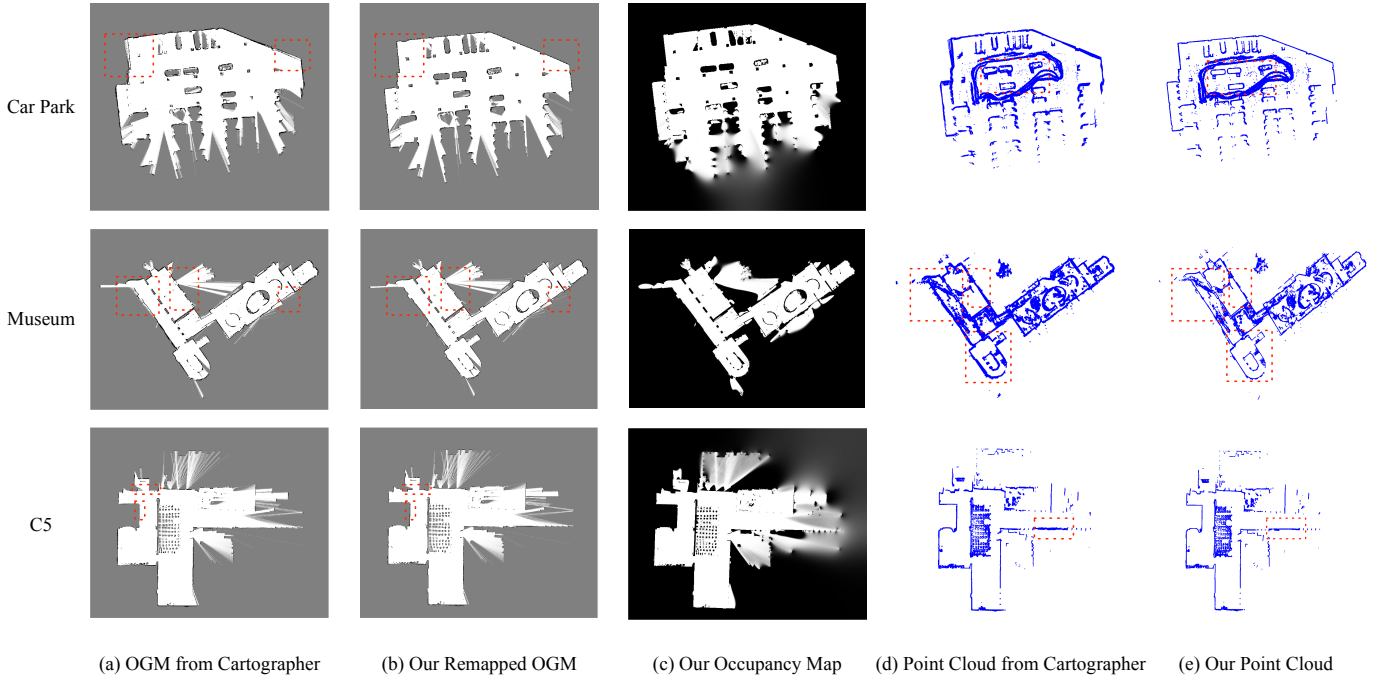 Car Park
Museum
C5
(a) OGM from Cartographer
(b) Our Remapped OGM
(c) Our Occupancy Map
(d) Point Cloud from Cartographer
(e) Our Point Cloud